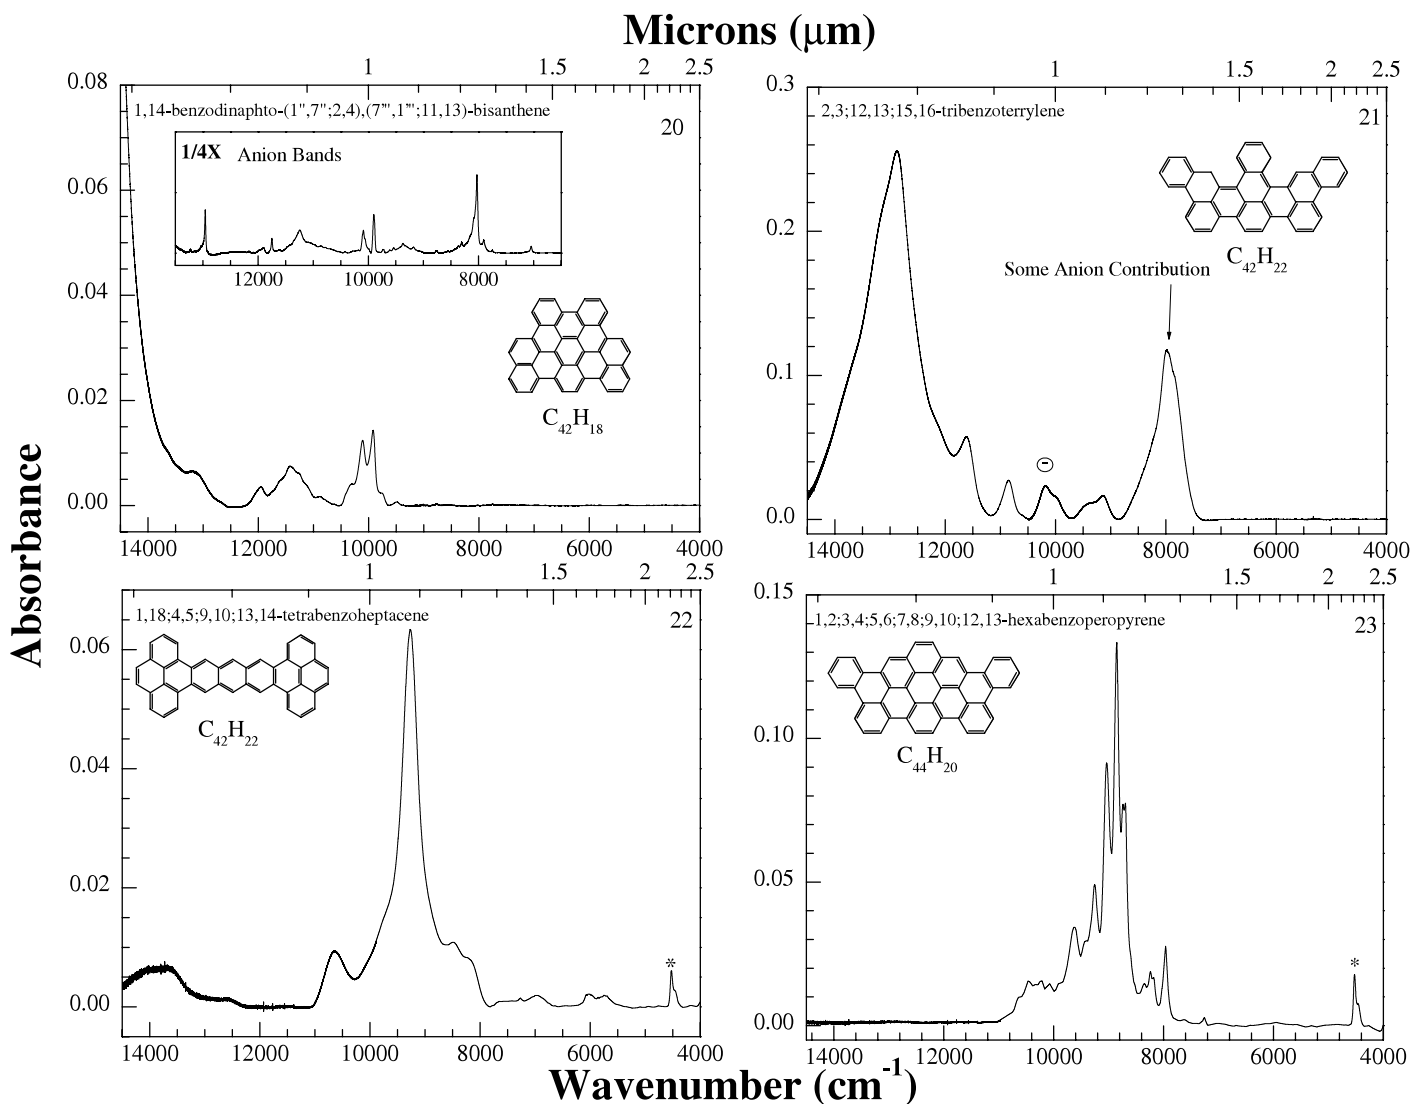 Microns (μm)
1 1.5 2 2.5
1 1.5 2 2.5
0.08
1,14-benzodinaphto-(1",7";2,4),(7"',1"';11,13)-bisanthene
20
1/4X Anion Bands
12000 10000 8000
0.06
0.04
0.02
0.00
C42H18
14000 12000 10000 8000 6000 4000
0.3
2,3;12,13;15,16-tribenzoterrylene
21
C42H22
Some Anion Contribution
0.2
0.1
-
0.0
14000 12000 10000 8000 6000 4000
Absorbance
1 1.5 2 2.5
1 1.5 2 2.5
1,18;4,5;9,10;13,14-tetrabenzoheptacene
22
0.06
C42H22
0.04
0.02
*
0.00
14000 12000 10000 8000 6000 4000
0.15
1,2;3,4;5,6;7,8;9,10;12,13-hexabenzoperopyrene
23
C44H20
0.10
0.05
*
0.00
14000 12000 10000 8000 6000 4000
Wavenumber (cm-1)